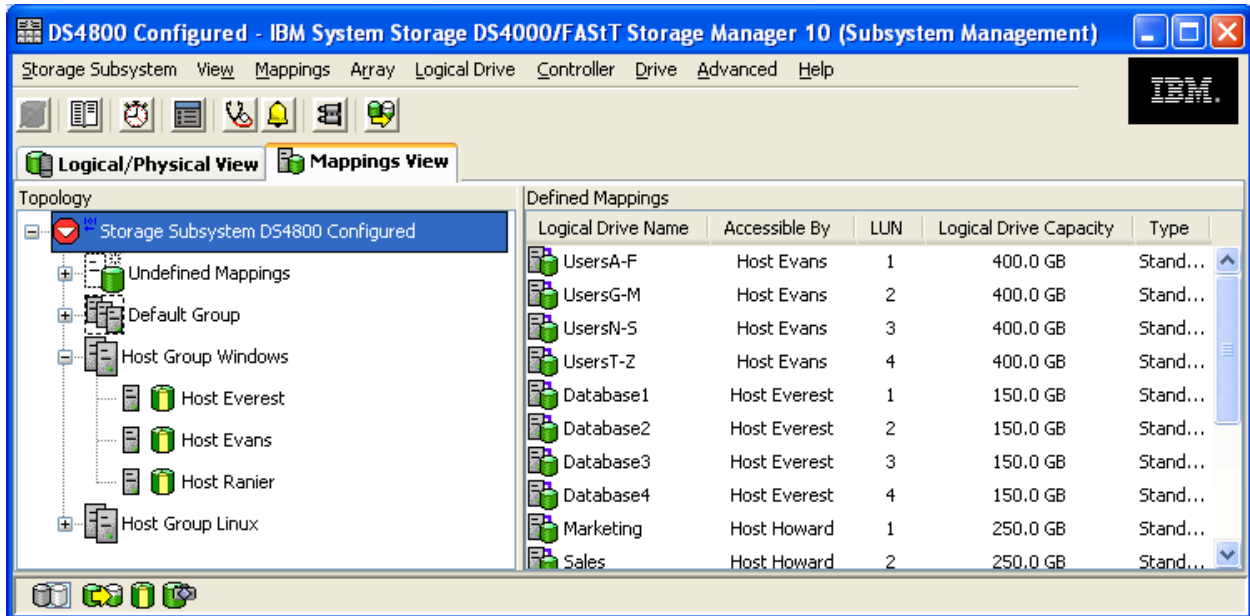 DS4800 Configured - IBM System Storage DS4000/FAStT Storage Manager 10 (Subsystem Management)
Storage Subsystem View Mappings Array Logical Drive Controller Drive Advanced Help
IBM.
Logical/Physical View Mappings View
Topology
Storage Subsystem DS4800 Configured
Undefined Mappings
Default Group
Host Group Windows
Host Everest
Host Evans
Host Ranier
Host Group Linux
Defined Mappings
Logical Drive Name Accessible By LUN Logical Drive Capacity Type
UsersA-F Host Evans 1 400.0 GB Stand...
UsersG-M Host Evans 2 400.0 GB Stand...
UsersN-S Host Evans 3 400.0 GB Stand...
UsersT-Z Host Evans 4 400.0 GB Stand...
Database1 Host Everest 1 150.0 GB Stand...
Database2 Host Everest 2 150.0 GB Stand...
Database3 Host Everest 3 150.0 GB Stand...
Database4 Host Everest 4 150.0 GB Stand...
Marketing Host Howard 1 250.0 GB Stand...
Sales Host Howard 2 250.0 GB Stand...